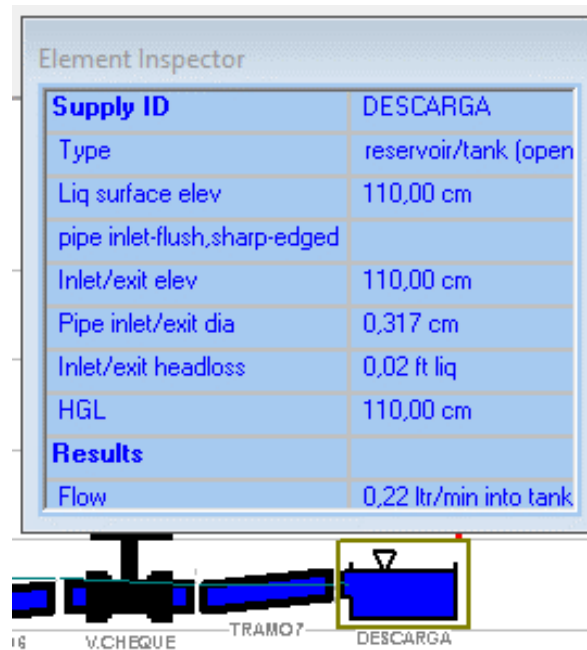 Element Inspector
Supply ID DESCARGA
Type reservoir/tank (open
Liq surface elev 110,00 cm
pipe inlet-flush,sharp-edged
Inlet/exit elev 110,00 cm
Pipe inlet/exit dia 0,317 cm
Inlet/exit headloss 0,02 ft liq
HGL 110,00 cm
Results
Flow 0,22 ltr/min into tank
V.CHEQUE TRAMO7 DESCARGA